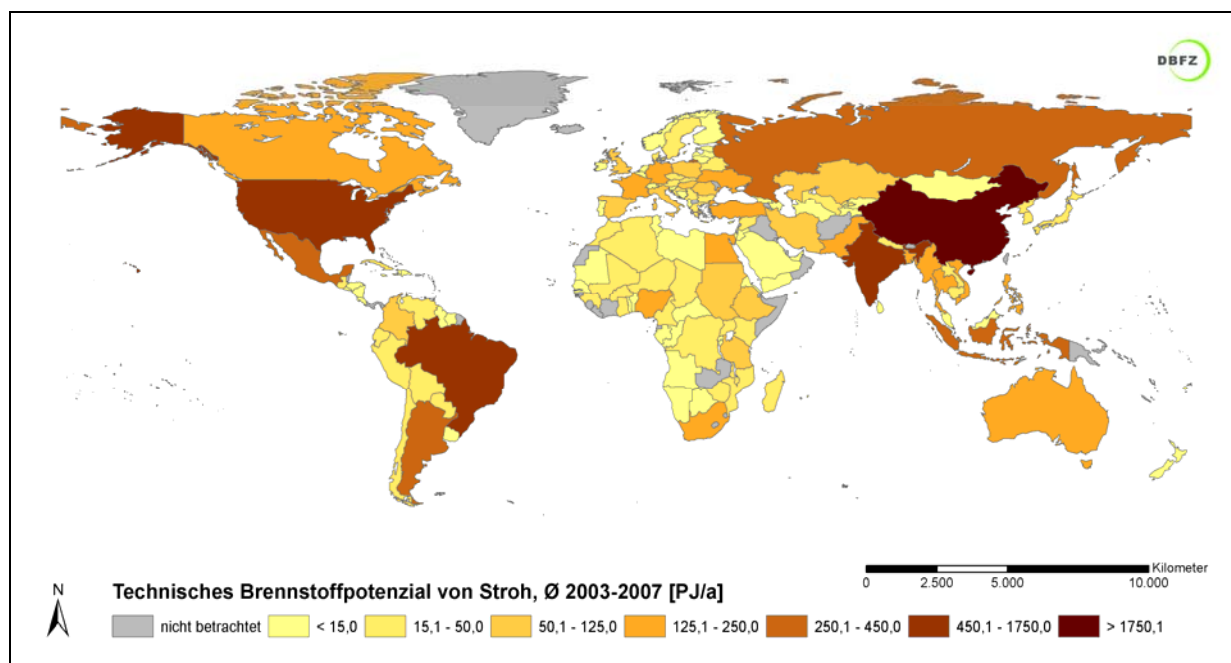 DBFZ
Kilometer
0 2.500 5.000 10.000
N
Technisches Brennstoffpotenzial von Stroh, Ø 2003-2007 [PJ/a]
nicht betrachtet < 15,0 15,1 - 50,0 50,1 - 125,0 125,1 - 250,0 250,1 - 450,0 450,1 - 1750,0 > 1750,1